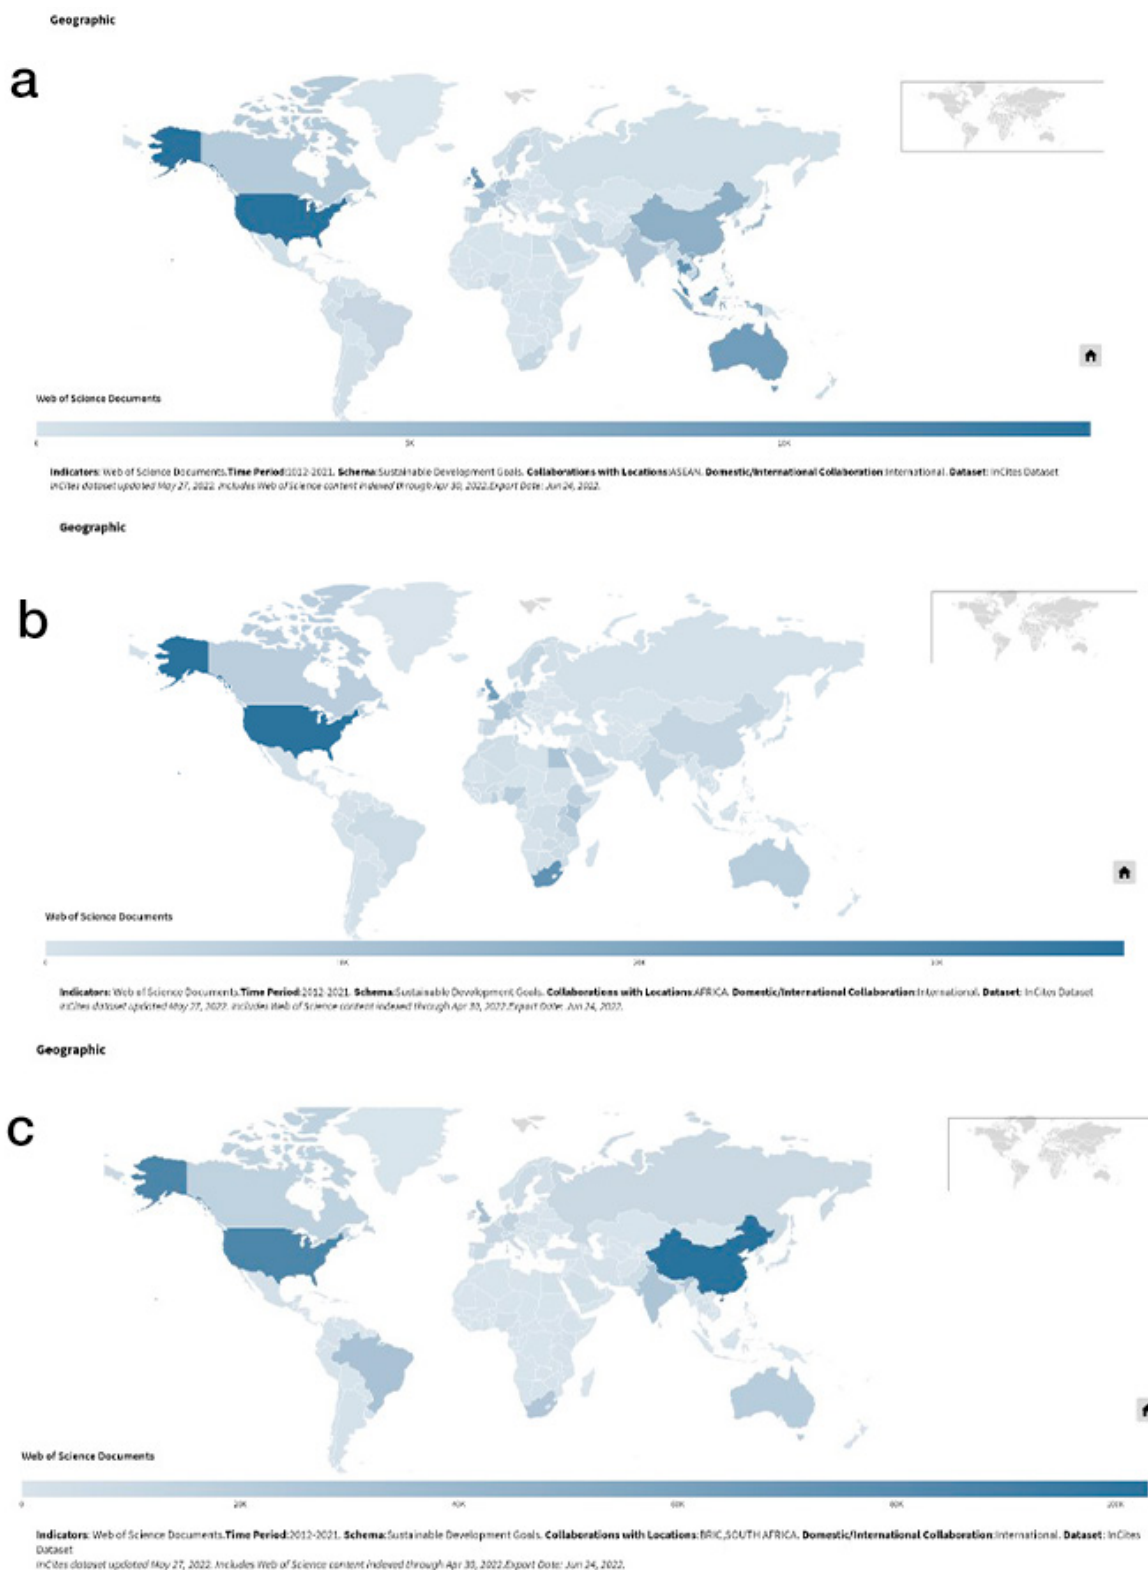 Geographic
a
Web of Science Documents
0
5K
10K
Indicators: Web of Science Documents.Time Period:2012-2021. Schema:Sustainable Development Goals. Collaborations with Locations:ASEAN. Domestic/International Collaboration:International. Dataset: InCites Dataset
InCites dataset updated May 27, 2022. Includes Web of Science content indexed through Apr 30, 2022.Export Date: Jun 24, 2022.
Geographic
b
Web of Science Documents
0
10K
20K
30K
Indicators: Web of Science Documents.Time Period:2012-2021. Schema:Sustainable Development Goals. Collaborations with Locations:AFRICA. Domestic/International Collaboration:International. Dataset: InCites Dataset
InCites dataset updated May 27, 2022. Includes Web of Science content indexed through Apr 30, 2022.Export Date: Jun 24, 2022.
Geographic
c
Web of Science Documents
0
20K
40K
60K
80K
100K
Indicators: Web of Science Documents.Time Period:2012-2021. Schema:Sustainable Development Goals. Collaborations with Locations:BRIC,SOUTH AFRICA. Domestic/International Collaboration:International. Dataset: InCites
Dataset
InCites dataset updated May 27, 2022. Includes Web of Science content indexed through Apr 30, 2022.Export Date: Jun 24, 2022.